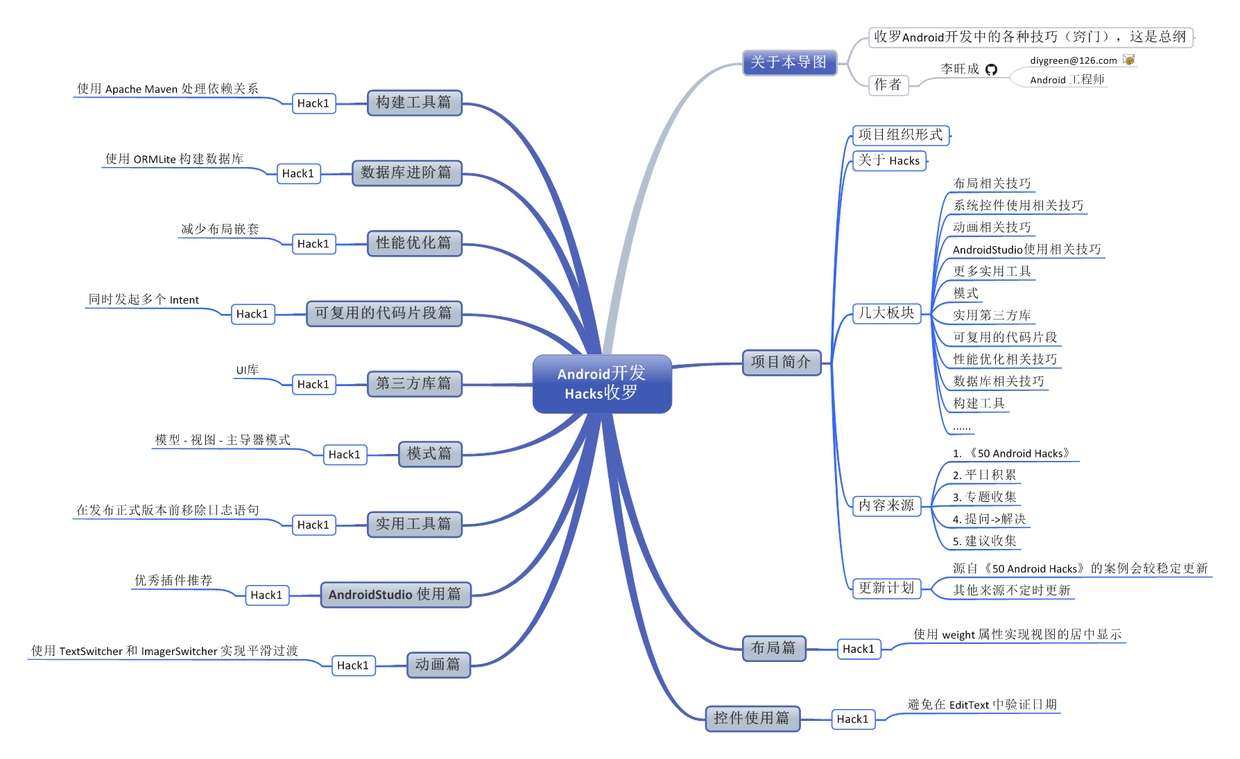 Android开发
Hacks收罗
关于本导图
收罗Android开发中的各种技巧（窍门），这是总纲
作者
李旺成
diygreen@126.com
Android 工程师
项目简介
项目组织形式
关于 Hacks
几大板块
布局相关技巧
系统控件使用相关技巧
动画相关技巧
AndroidStudio使用相关技巧
更多实用工具
模式
实用第三方库
可复用的代码片段
性能优化相关技巧
数据库相关技巧
构建工具
......
内容来源
1. 《50 Android Hacks》
2. 平日积累
3. 专题收集
4. 提问->解决
5. 建议收集
更新计划
源自《50 Android Hacks》的案例会较稳定更新
其他来源不定时更新
布局篇
Hack1
使用 weight 属性实现视图的居中显示
控件使用篇
Hack1
避免在 EditText 中验证日期
构建工具篇
Hack1
使用 Apache Maven 处理依赖关系
数据库进阶篇
Hack1
使用 ORMLite 构建数据库
性能优化篇
Hack1
减少布局嵌套
可复用的代码片段篇
Hack1
同时发起多个 Intent
第三方库篇
Hack1
UI库
模式篇
Hack1
模型 - 视图 - 主导器模式
实用工具篇
Hack1
在发布正式版本前移除日志语句
AndroidStudio 使用篇
Hack1
优秀插件推荐
动画篇
Hack1
使用 TextSwitcher 和 ImagerSwitcher 实现平滑过渡